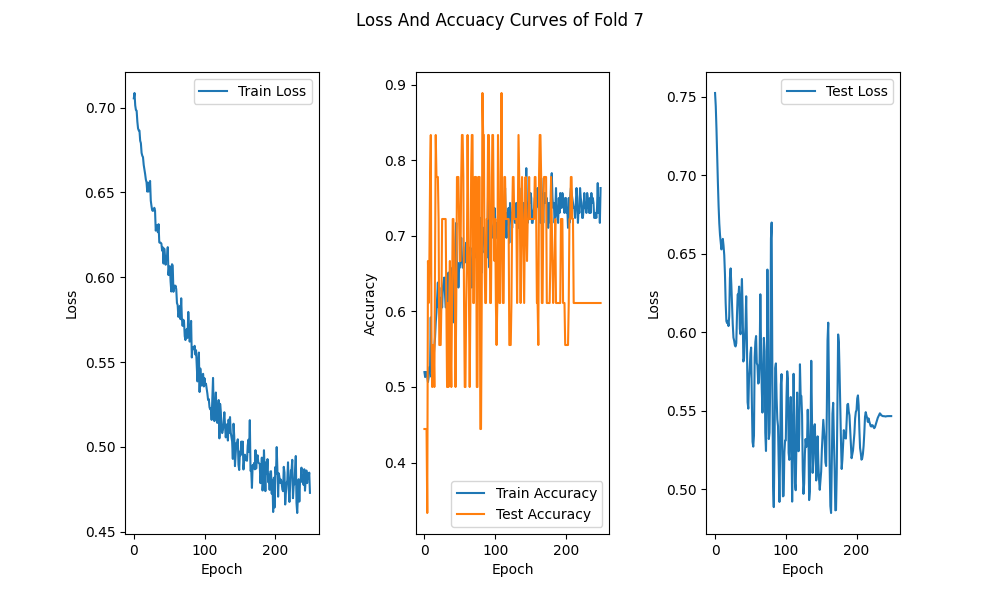 Loss And Accuacy Curves of Fold 7
Train Loss
0.70
0.65
0.60
0.55
0.50
0.45
Loss
0
100
200
Epoch
0.9
0.8
0.7
0.6
0.5
0.4
Accuracy
Train Accuracy
Test Accuracy
0
100
200
Epoch
Test Loss
0.75
0.70
0.65
0.60
0.55
0.50
Loss
0
100
200
Epoch